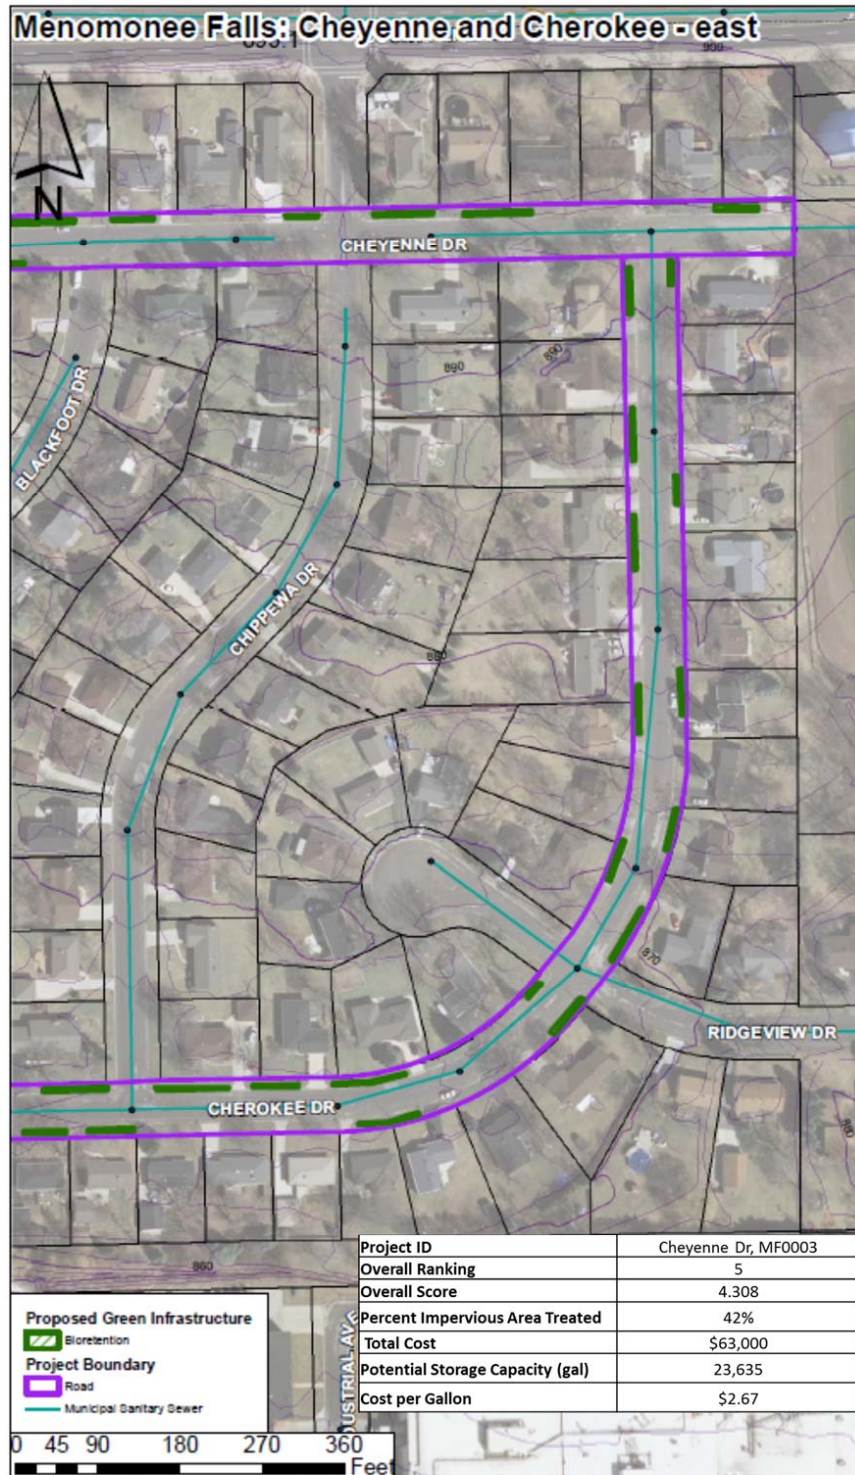 Menomonee Falls: Cheyenne and Cherokee - east
900
N
CHEYENNE DR
890
890
BLACKFOOT DR
CHIPPEWA DR
880
870
RIDGEVIEW DR
CHEROKEE DR
880
860
Project ID Cheyenne Dr, MF0003
Overall Ranking 5
Overall Score 4.308
Percent Impervious Area Treated 42%
Total Cost $63,000
Potential Storage Capacity (gal) 23,635
Cost per Gallon $2.67
Proposed Green Infrastructure
Bioretention
Project Boundary
Road
Municipal Sanitary Sewer
0 45 90 180 270 360
Feet